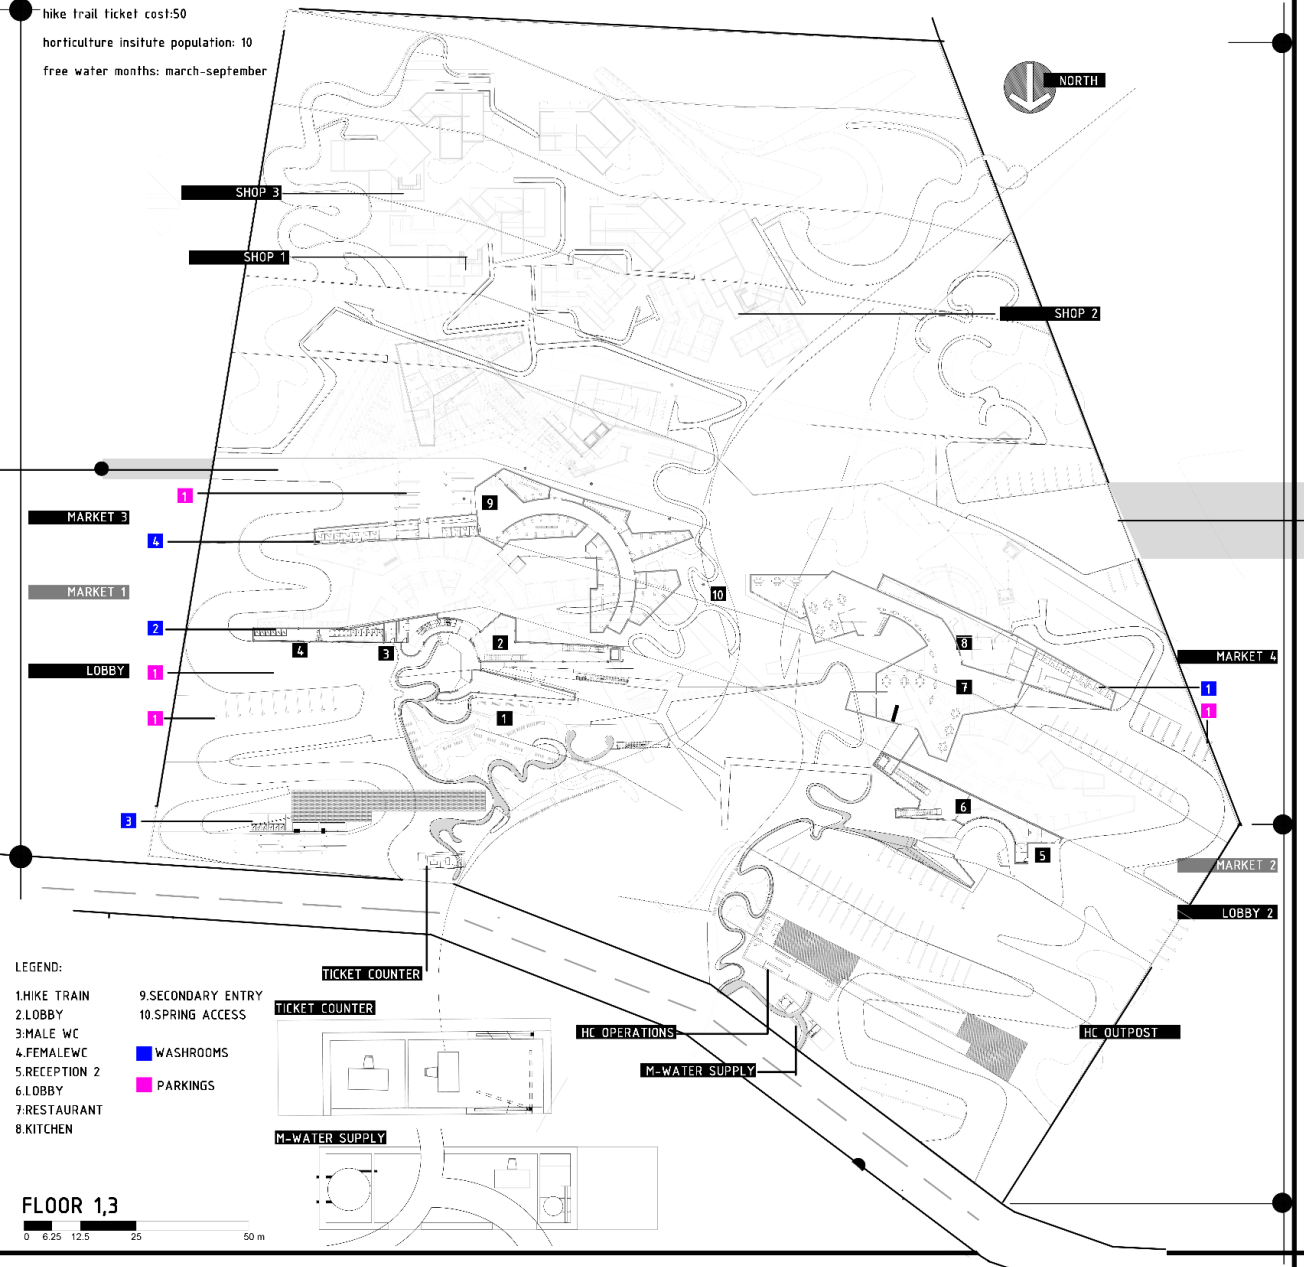 hike trail ticket cost:50
horticulture insitute population: 10
free water months: march-september
NORTH
SHOP 3
SHOP 1
SHOP 2
1
9
MARKET 3
4
MARKET 1
10
2
4
3
2
8
LOBBY
1
MARKET 4
7
1
1
1
1
6
3
5
MARKET 2
LOBBY 2
TICKET COUNTER
LEGEND:
1.HIKE TRAIN
2.LOBBY
3:MALE WC
4.FEMALEWC
5.RECEPTION 2
6.LOBBY
7:RESTAURANT
8.KITCHEN
9.SECONDARY ENTRY
10.SPRING ACCESS
WASHROOMS
PARKINGS
TICKET COUNTER
HC OPERATIONS
HC OUTPOST
M-WATER SUPPLY
M-WATER SUPPLY
FLOOR 1,3
0 6.25 12.5 25 50 m